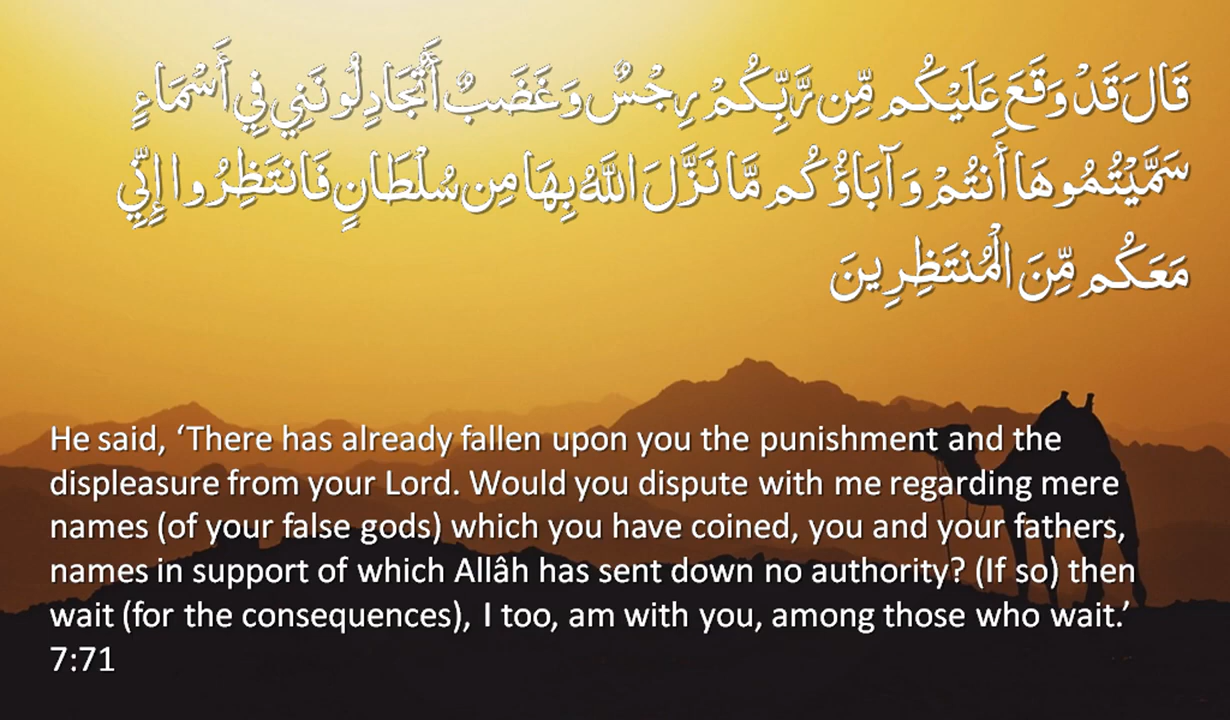 قَالَ قَدْ وَقَعَ عَلَيْكُم مِّن رَّبِّكُمْ رِجْسٌ وَغَضَبٌ أَتُجَادِلُونَنِي فِي أَسْمَاءٍ
سَمَّيْتُمُوهَا أَنتُمْ وَآبَاؤُكُم مَّا نَزَّلَ اللَّهُ بِهَا مِن سُلْطَانٍ فَانتَظِرُوا إِنِّي
مَعَكُم مِّنَ الْمُنتَظِرِينَ
He said, ‘There has already fallen upon you the punishment and the
displeasure from your Lord. Would you dispute with me regarding mere
names (of your false gods) which you have coined, you and your fathers,
names in support of which Allâh has sent down no authority? (If so) then
wait (for the consequences), I too, am with you, among those who wait.’
7:71